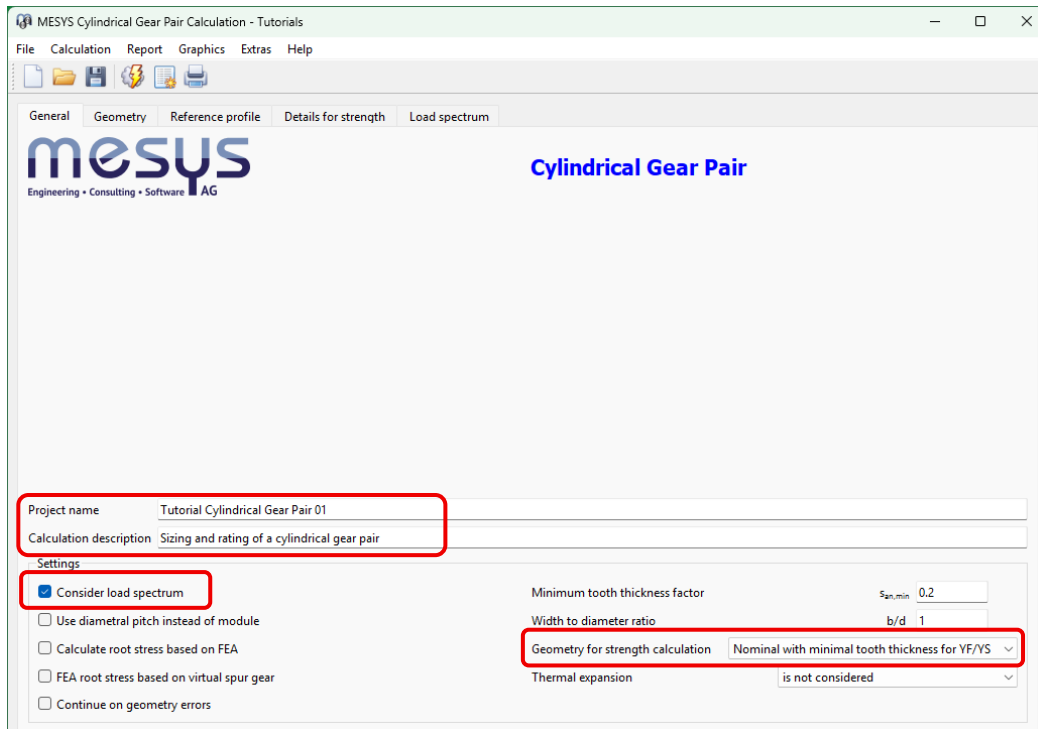 MESYS Cylindrical Gear Pair Calculation - Tutorials
File Calculation Report Graphics Extras Help
General Geometry Reference profile Details for strength Load spectrum
mesys
Engineering • Consulting • Software AG
Cylindrical Gear Pair
Project name Tutorial Cylindrical Gear Pair 01
Calculation description Sizing and rating of a cylindrical gear pair
Settings
Consider load spectrum Minimum tooth thickness factor san,min 0.2
Use diametral pitch instead of module Width to diameter ratio b/d 1
Calculate root stress based on FEA Geometry for strength calculation Nominal with minimal tooth thickness for YF/YS
FEA root stress based on virtual spur gear Thermal expansion is not considered
Continue on geometry errors